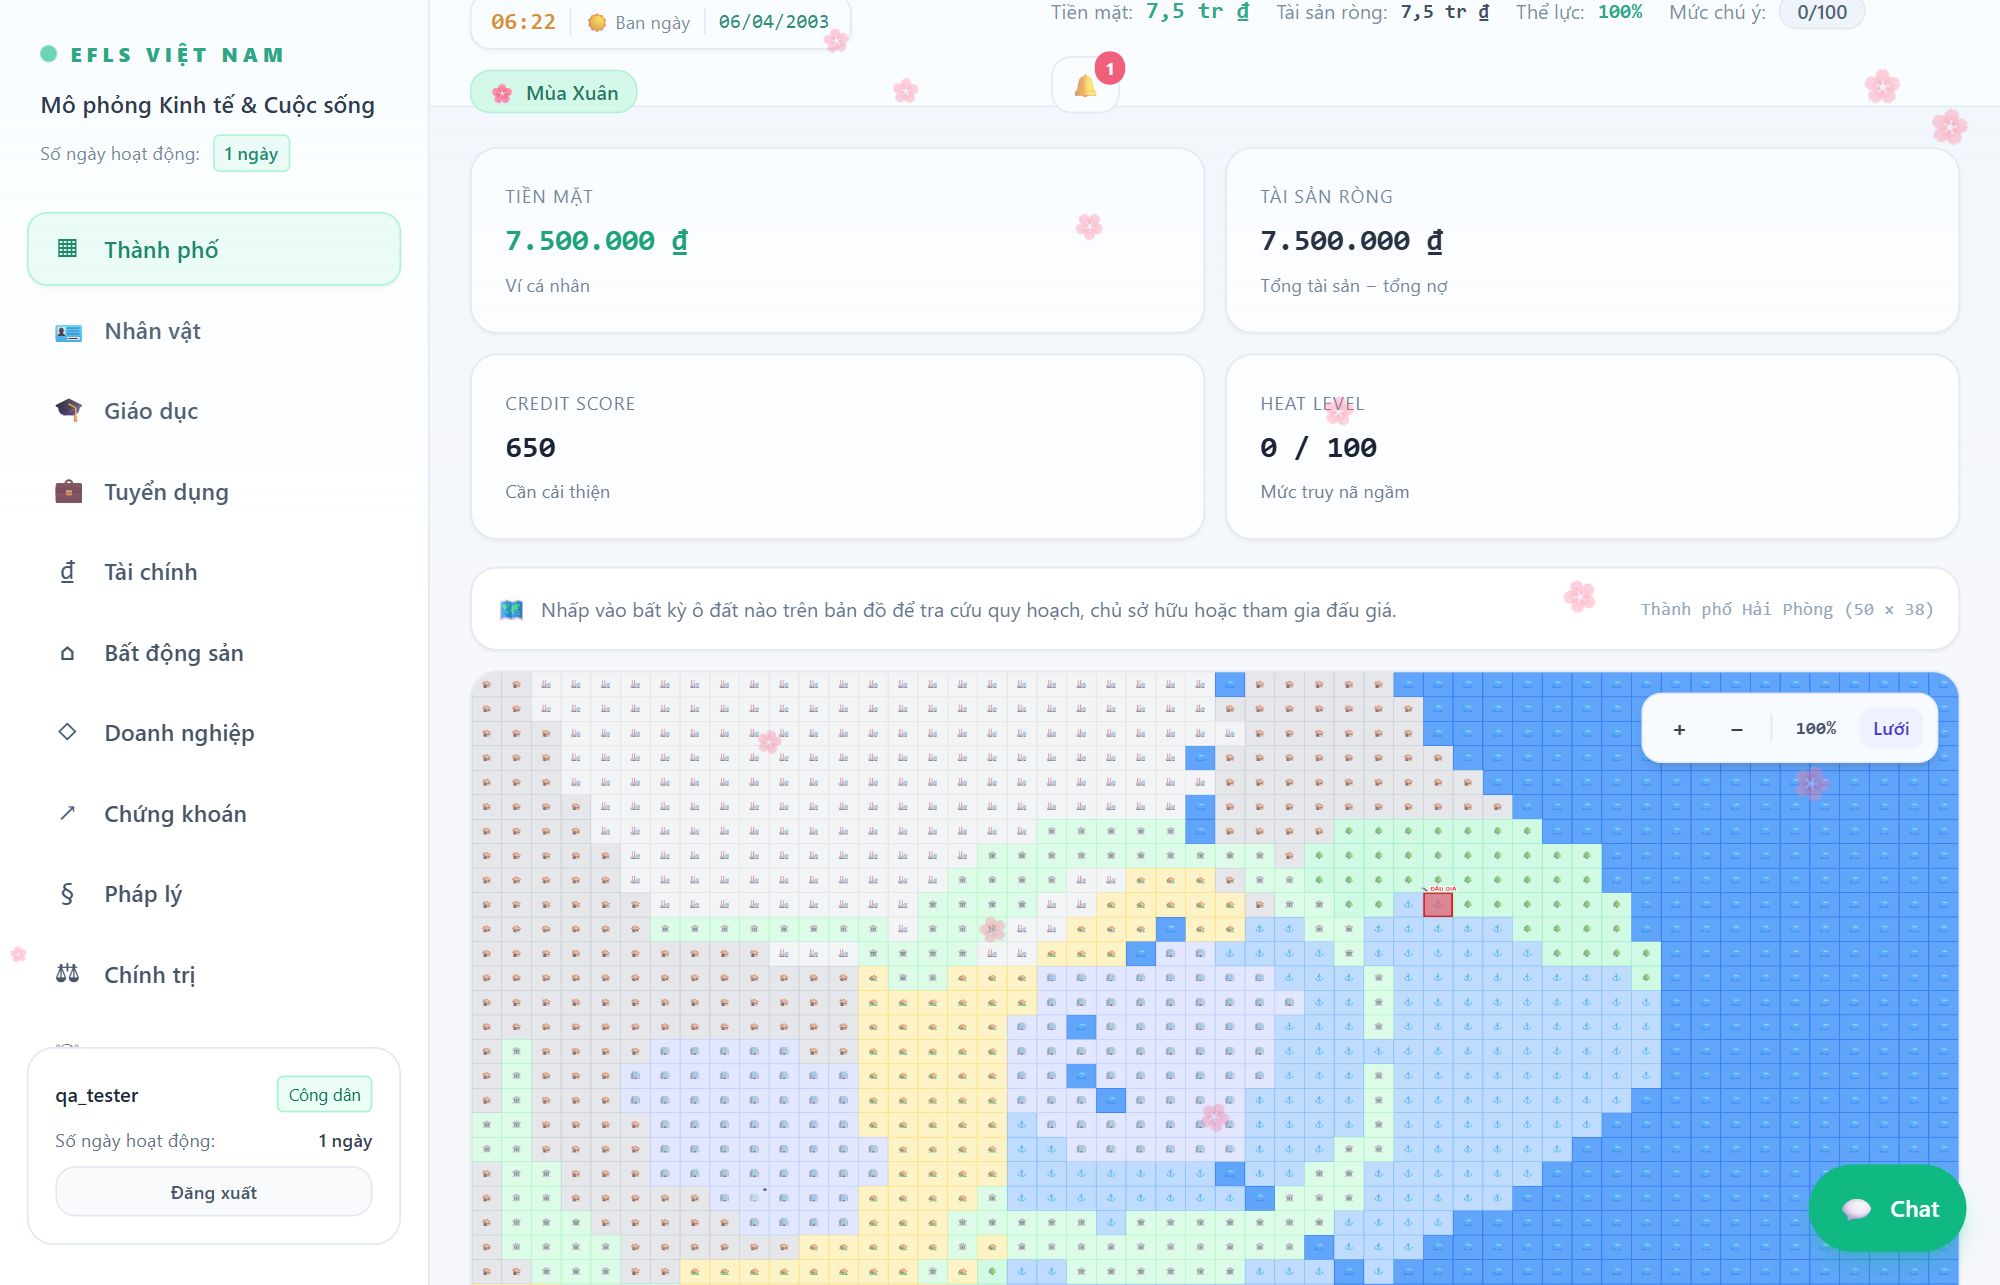 EFLS VIỆT NAM
Mô phỏng Kinh tế & Cuộc sống
Số ngày hoạt động: 1 ngày
Thành phố
Nhân vật
Giáo dục
Tuyển dụng
₫ Tài chính
Bất động sản
Doanh nghiệp
Chứng khoán
§ Pháp lý
Chính trị
qa_tester Công dân
Số ngày hoạt động: 1 ngày
Đăng xuất
06:22 Ban ngày 06/04/2003
Tiền mặt: 7,5 tr ₫ Tài sản ròng: 7,5 tr ₫ Thể lực: 100% Mức chú ý: 0/100
Mùa Xuân
1
TIỀN MẶT
7.500.000 ₫
Ví cá nhân
TÀI SẢN RÒNG
7.500.000 ₫
Tổng tài sản − tổng nợ
CREDIT SCORE
650
Cần cải thiện
HEAT LEVEL
0 / 100
Mức truy nã ngầm
Nhấp vào bất kỳ ô đất nào trên bản đồ để tra cứu quy hoạch, chủ sở hữu hoặc tham gia đấu giá.
Thành phố Hải Phòng (50 x 38)
+ − 100% Lưới
ĐẤU GIÁ
Chat